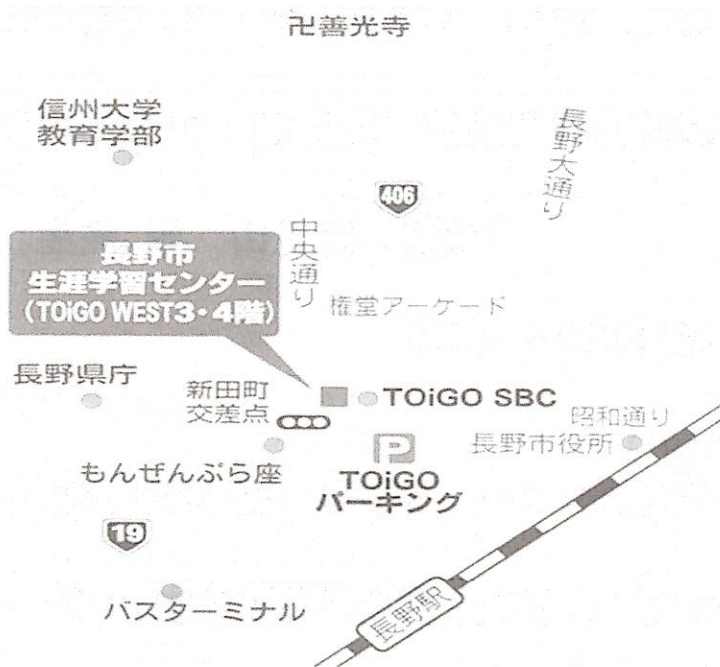 卍善光寺
信州大学
教育学部
長野大通り
406
中央通り
長野市
生涯学習センター
(TOiGO WEST3・4階)
権堂アーケード
長野県庁
新田町
交差点
TOiGO SBC
昭和通り
長野市役所
もんぜんぷら座
P
TOiGO
パーキング
19
バスターミナル
長野駅